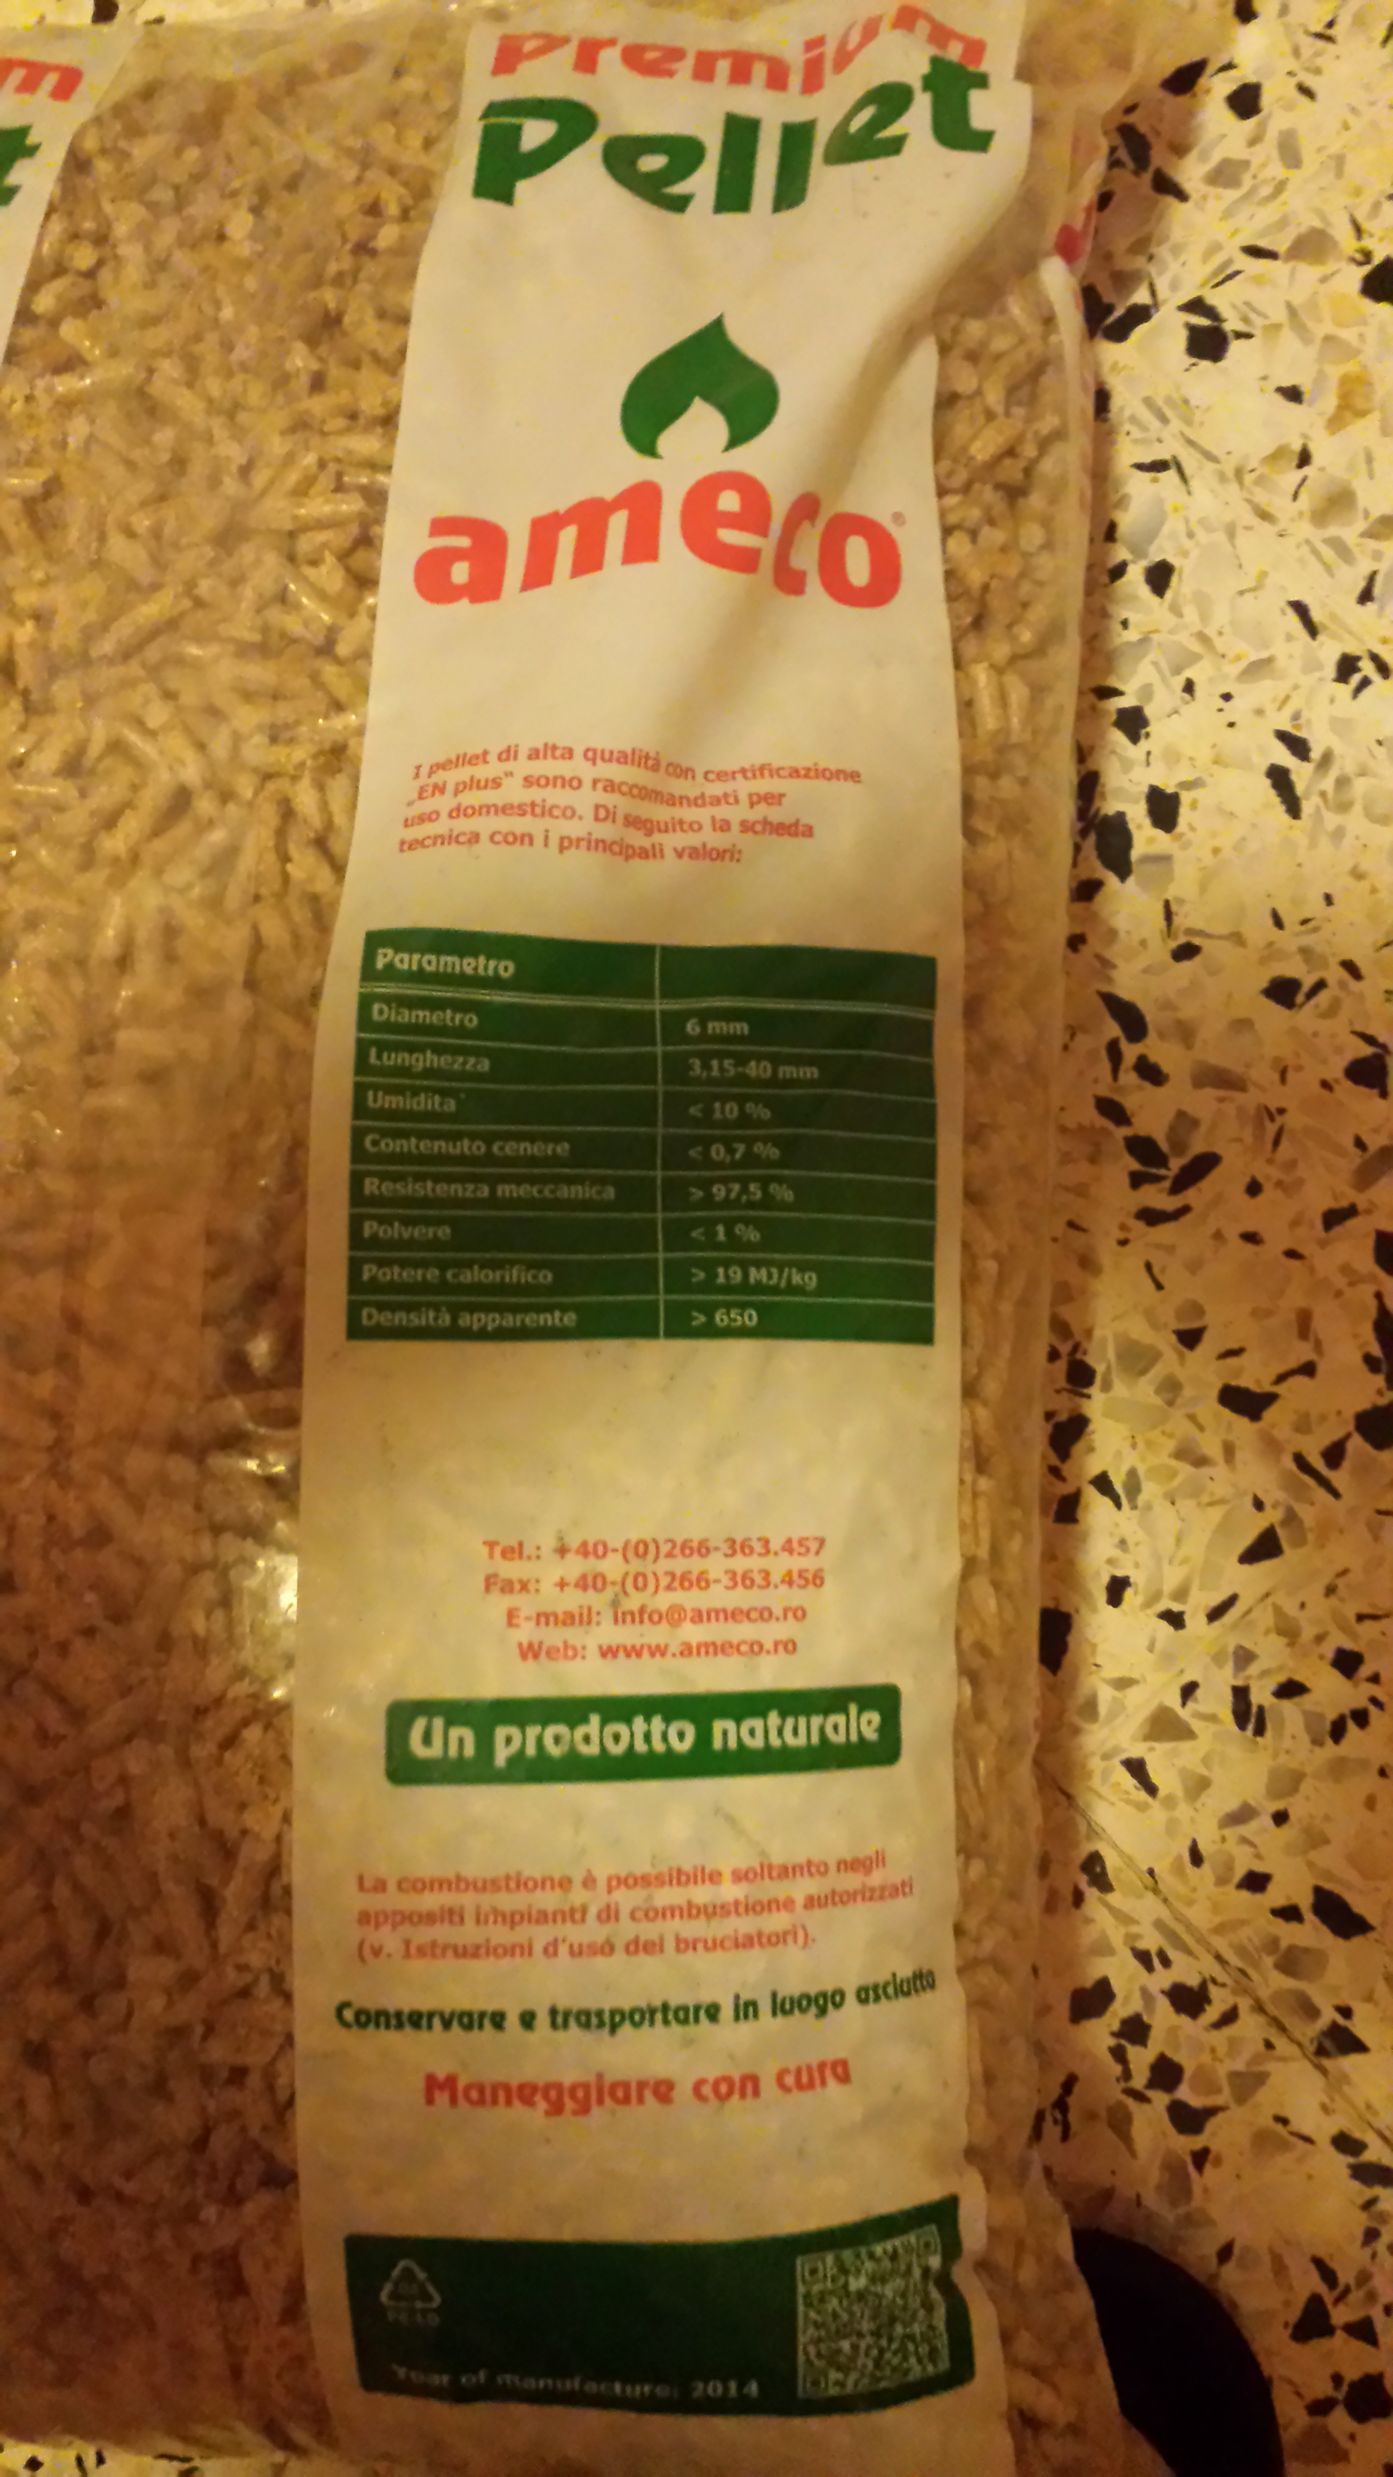 m
t
Premium
Pellet
ameco®
I pellet di alta qualità con certificazione
„EN plus" sono raccomandati per
uso domestico. Di seguito la scheda
tecnica con i principali valori:
Parametro
Diametro 6 mm
Lunghezza 3,15-40 mm
Umidita` < 10 %
Contenuto cenere < 0,7 %
Resistenza meccanica > 97,5 %
Polvere < 1 %
Potere calorifico > 19 MJ/kg
Densità apparente > 650
Tel.: +40-(0)266-363.457
Fax: +40-(0)266-363.456
E-mail: info@ameco.ro
Web: www.ameco.ro
Un prodotto naturale
La combustione è possibile soltanto negli
appositi impianti di combustione autorizzati
(v. Istruzioni d'uso dei bruciatori).
Conservare e trasportare in luogo asciutto
Maneggiare con cura
PE-LD
Year of manufacture: 2014